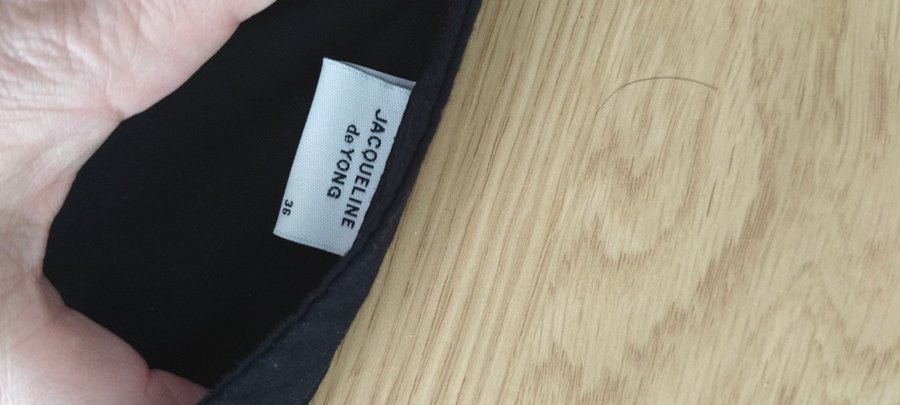 JACQUELINE
de YONG
36